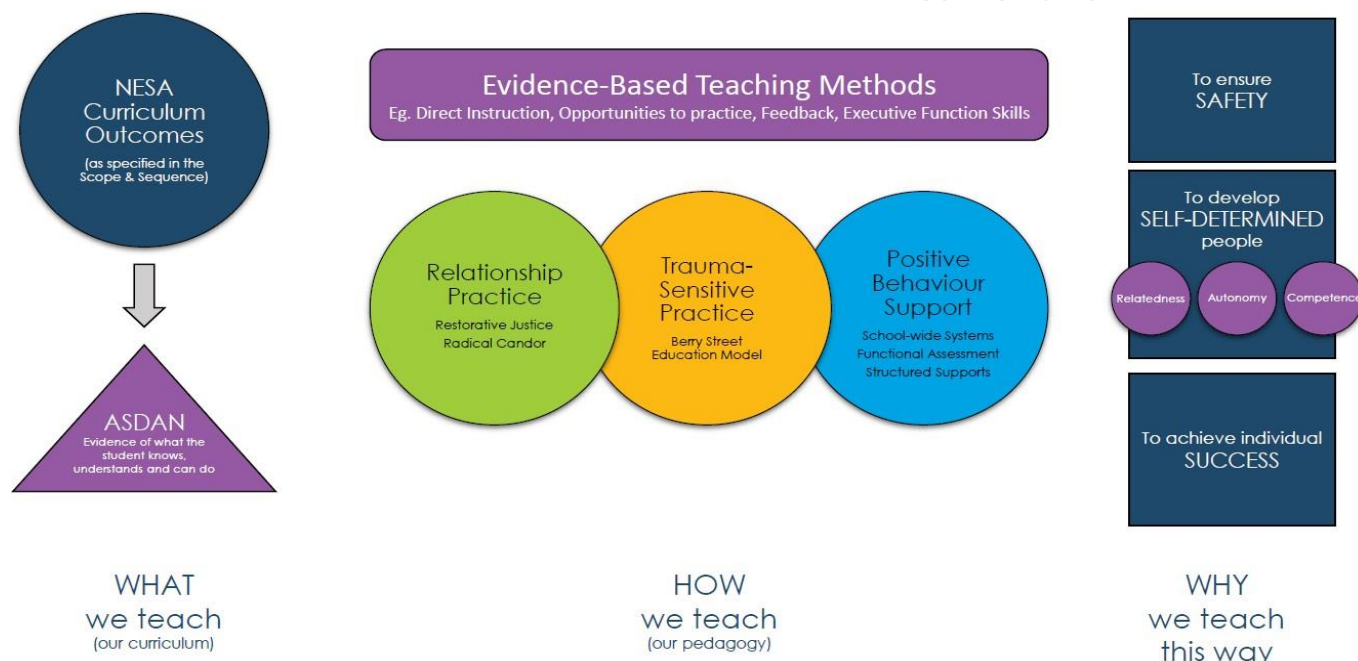 NESA
Curriculum
Outcomes
(as specified in the
Scope & Sequence)
ASDAN
Evidence of what the
student knows,
understands and can do
WHAT
we teach
(our curriculum)
Evidence-Based Teaching Methods
Eg. Direct Instruction, Opportunities to practice, Feedback, Executive Function Skills
Relationship
Practice
Restorative Justice
Radical Candor
Trauma-
Sensitive
Practice
Berry Street
Education Model
Positive
Behaviour
Support
School-wide Systems
Functional Assessment
Structured Supports
HOW
we teach
(our pedagogy)
To ensure
SAFETY
To develop
SELF-DETERMINED
people
Relatedness
Autonomy
Competence
To achieve individual
SUCCESS
WHY
we teach
this way